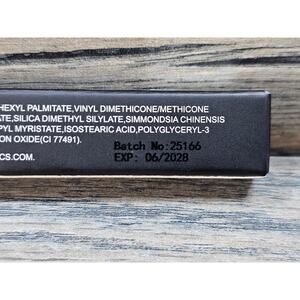 HEXYL PALMITATE,VINYL DIMETHICONE/METHICONE
ATE,SILICA DIMETHYL SILYLATE,SIMMONDSIA CHINENSIS
PYL MYRISTATE,ISOSTEARIC ACID,POLYGLYCERYL-3
ON OXIDE(CI 77491).
CS.COM
Batch No:25166
EXP: 06/2028